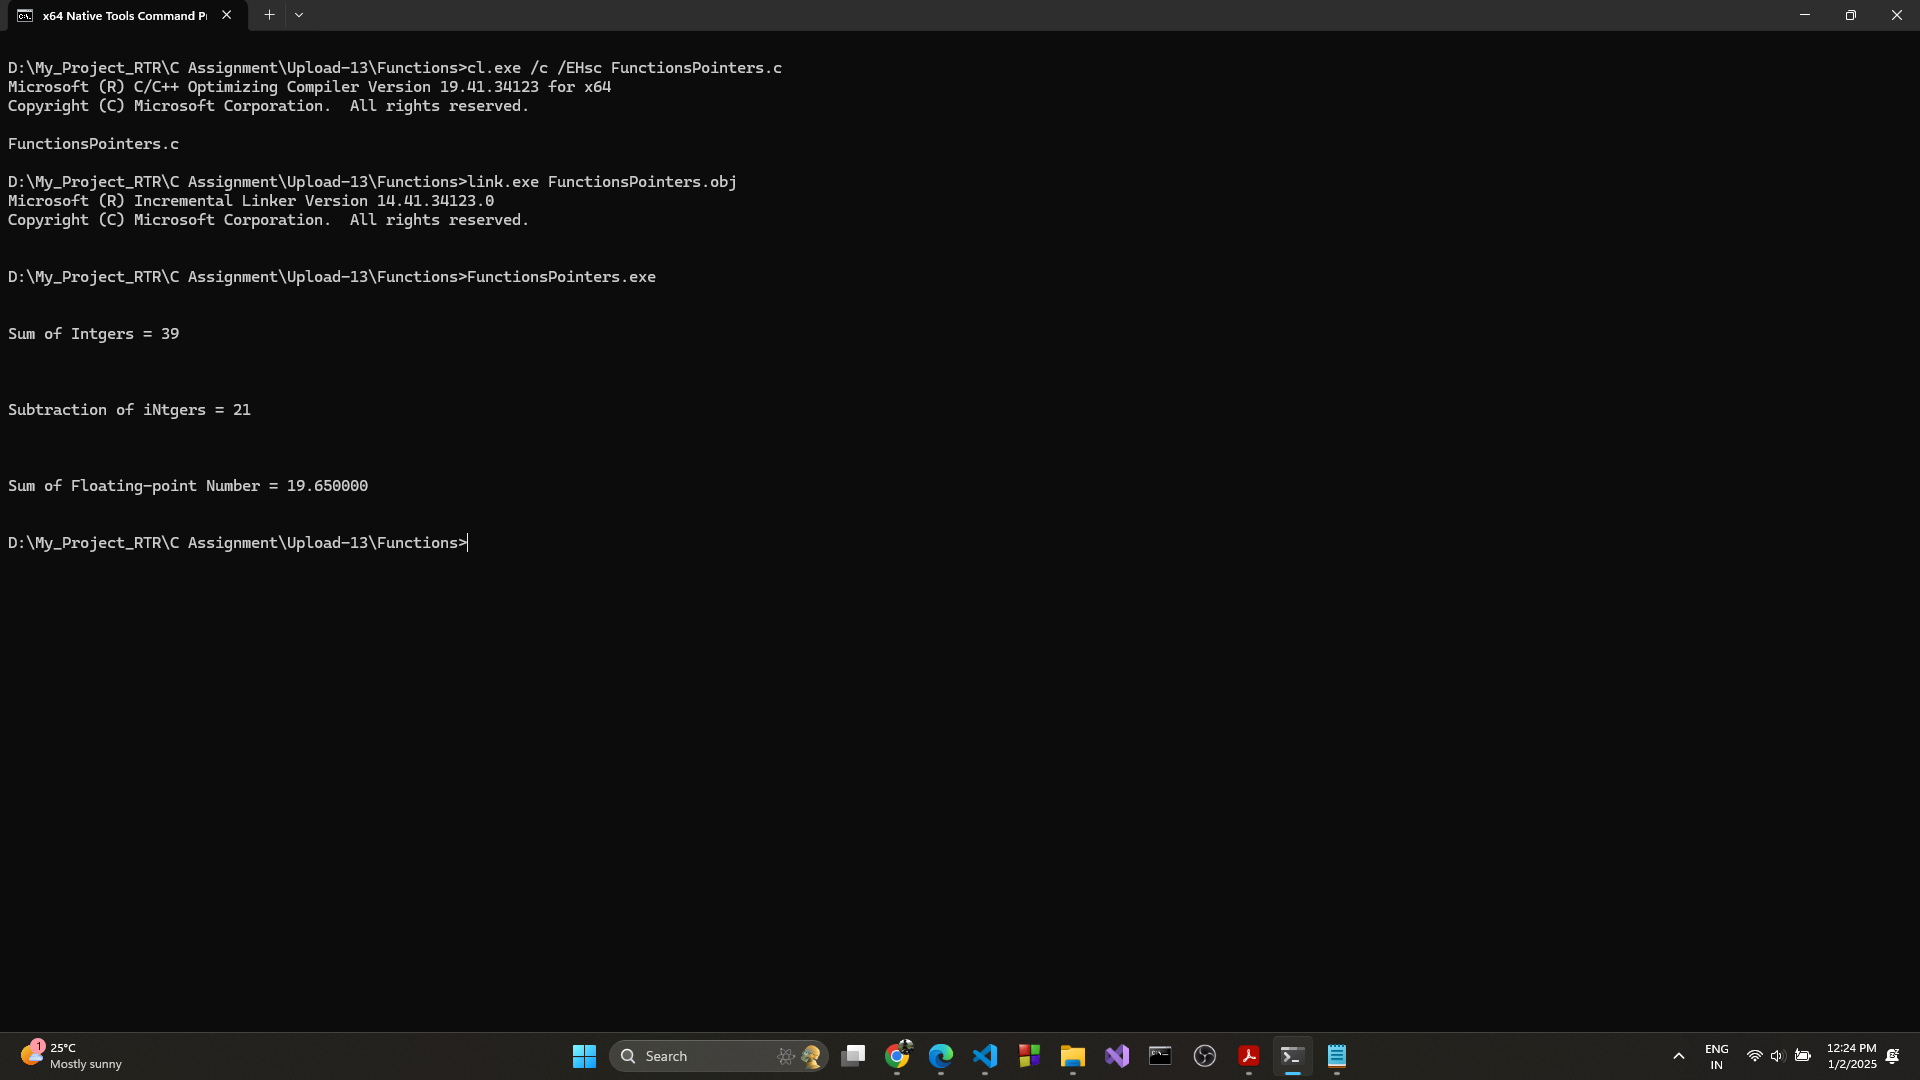 x64 Native Tools Command P
D:\My_Project_RTR\C Assignment\Upload-13\Functions>cl.exe /c /EHsc FunctionsPointers.c
Microsoft (R) C/C++ Optimizing Compiler Version 19.41.34123 for x64
Copyright (C) Microsoft Corporation.  All rights reserved.
FunctionsPointers.c
D:\My_Project_RTR\C Assignment\Upload-13\Functions>link.exe FunctionsPointers.obj
Microsoft (R) Incremental Linker Version 14.41.34123.0
Copyright (C) Microsoft Corporation.  All rights reserved.
D:\My_Project_RTR\C Assignment\Upload-13\Functions>FunctionsPointers.exe
Sum of Intgers = 39
Subtraction of iNtgers = 21
Sum of Floating-point Number = 19.650000
D:\My_Project_RTR\C Assignment\Upload-13\Functions>
1
25°C
Mostly sunny
Search
ENG
IN
12:24 PM
1/2/2025